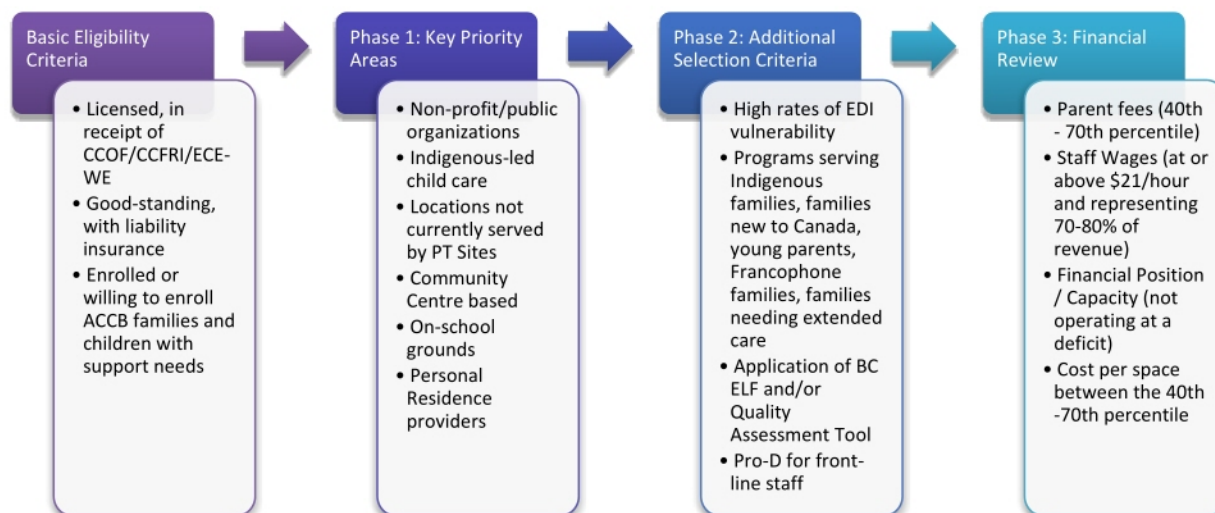 Basic Eligibility
Criteria
• Licensed, in
receipt of
CCOF/CCFRI/ECE-
WE
• Good-standing,
with liability
insurance
• Enrolled or
willing to enroll
ACCB families and
children with
support needs
Phase 1: Key Priority
Areas
• Non-profit/public
organizations
• Indigenous-led
child care
• Locations not
currently served
by PT Sites
• Community
Centre based
• On-school
grounds
• Personal
Residence
providers
Phase 2: Additional
Selection Criteria
• High rates of EDI
vulnerability
• Programs serving
Indigenous
families, families
new to Canada,
young parents,
Francophone
families, families
needing extended
care
• Application of BC
ELF and/or
Quality
Assessment Tool
• Pro-D for front-
line staff
Phase 3: Financial
Review
• Parent fees (40th
- 70th percentile)
• Staff Wages (at or
above $21/hour
and representing
70-80% of
revenue)
• Financial Position
/ Capacity (not
operating at a
deficit)
• Cost per space
between the 40th
-70th percentile